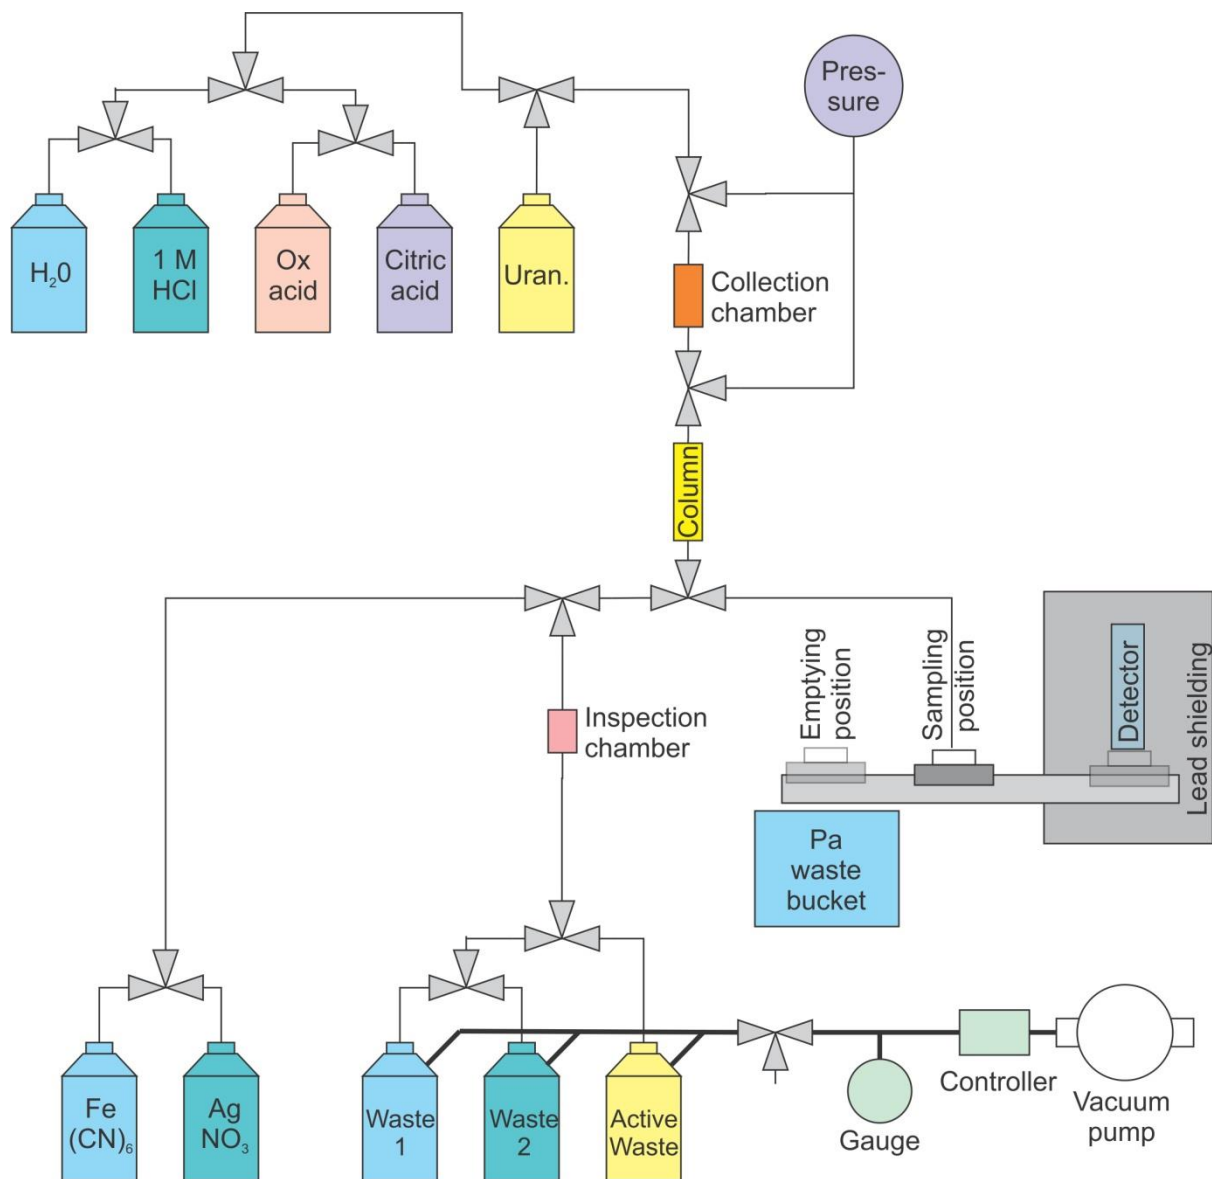 Pres-
sure
H₂0
1 M
HCl
Ox
acid
Citric
acid
Uran.
Collection
chamber
Column
Emptying
position
Sampling
position
Detector
Lead shielding
Inspection
chamber
Pa
waste
bucket
Fe
(CN)₆
Ag
NO₃
Waste
1
Waste
2
Active
Waste
Gauge
Controller
Vacuum
pump